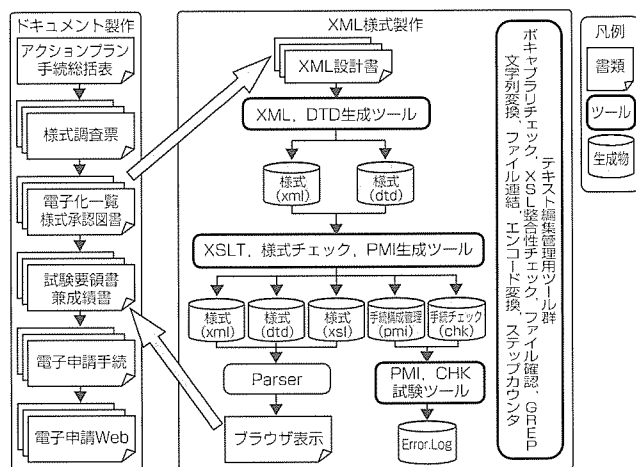 ドキュメント製作
アクションプラン
手続総括表
様式調査票
電子化一覧
様式承認図書
試験要領書
兼成績書
電子申請手続
電子申請Web
XML様式製作
XML設計書
XML，DTD生成ツール
様式
(xml)
様式
(dtd)
XSLT，様式チェック，PMI生成ツール
様式
(xml)
様式
(dtd)
様式
(xsl)
手続構成管理
(pmi)
手続チェック
(chk)
Parser
PMI，CHK
試験ツール
ブラウザ表示
Error.Log
テキスト編集管理用ツール群
ボキャブラリチェック，XSL整合性チェック，ファイル確認，GREP
文字列変換，ファイル連結，エンコード変換，ステップカウンタ
凡例
書類
ツール
生成物